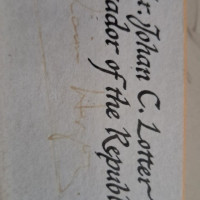 r. Johan C. Lotter
ador of the Republi